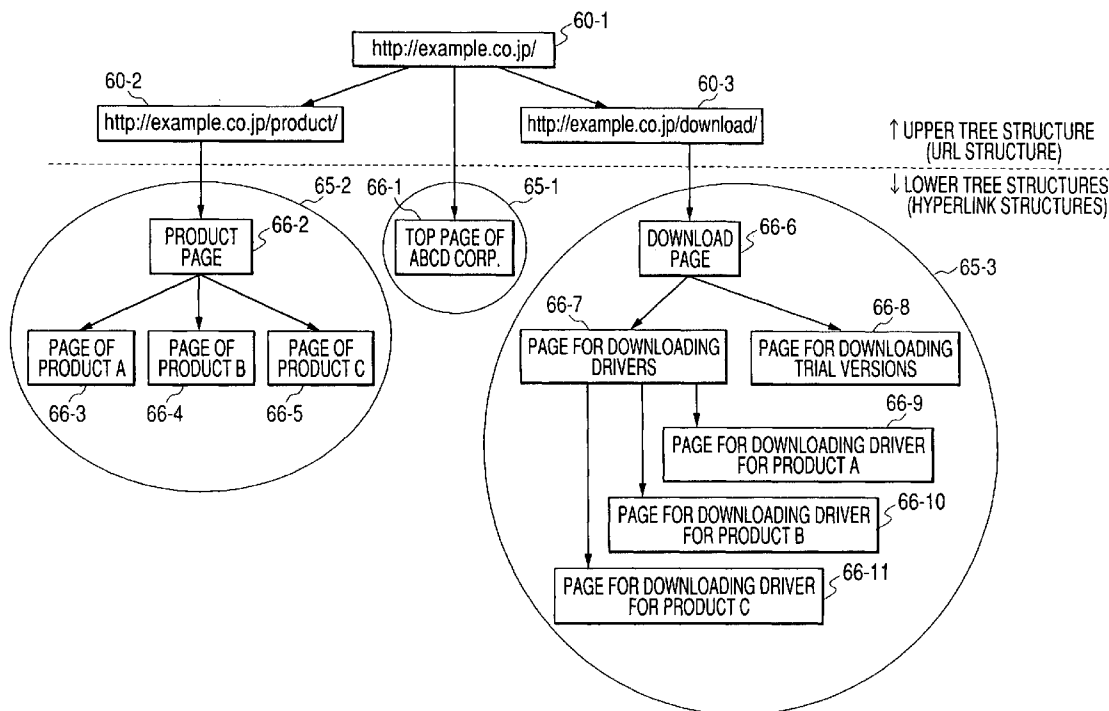 60-1
http://example.co.jp/
60-2
http://example.co.jp/product/
60-3
http://example.co.jp/download/
↑ UPPER TREE STRUCTURE
(URL STRUCTURE)
↓ LOWER TREE STRUCTURES
(HYPERLINK STRUCTURES)
65-2
66-2
PRODUCT
PAGE
66-1
65-1
TOP PAGE OF
ABCD CORP.
DOWNLOAD
PAGE
66-6
65-3
PAGE OF
PRODUCT A
66-3
PAGE OF
PRODUCT B
66-4
PAGE OF
PRODUCT C
66-5
66-7
PAGE FOR DOWNLOADING
DRIVERS
66-8
PAGE FOR DOWNLOADING
TRIAL VERSIONS
66-9
PAGE FOR DOWNLOADING DRIVER
FOR PRODUCT A
66-10
PAGE FOR DOWNLOADING DRIVER
FOR PRODUCT B
66-11
PAGE FOR DOWNLOADING DRIVER
FOR PRODUCT C